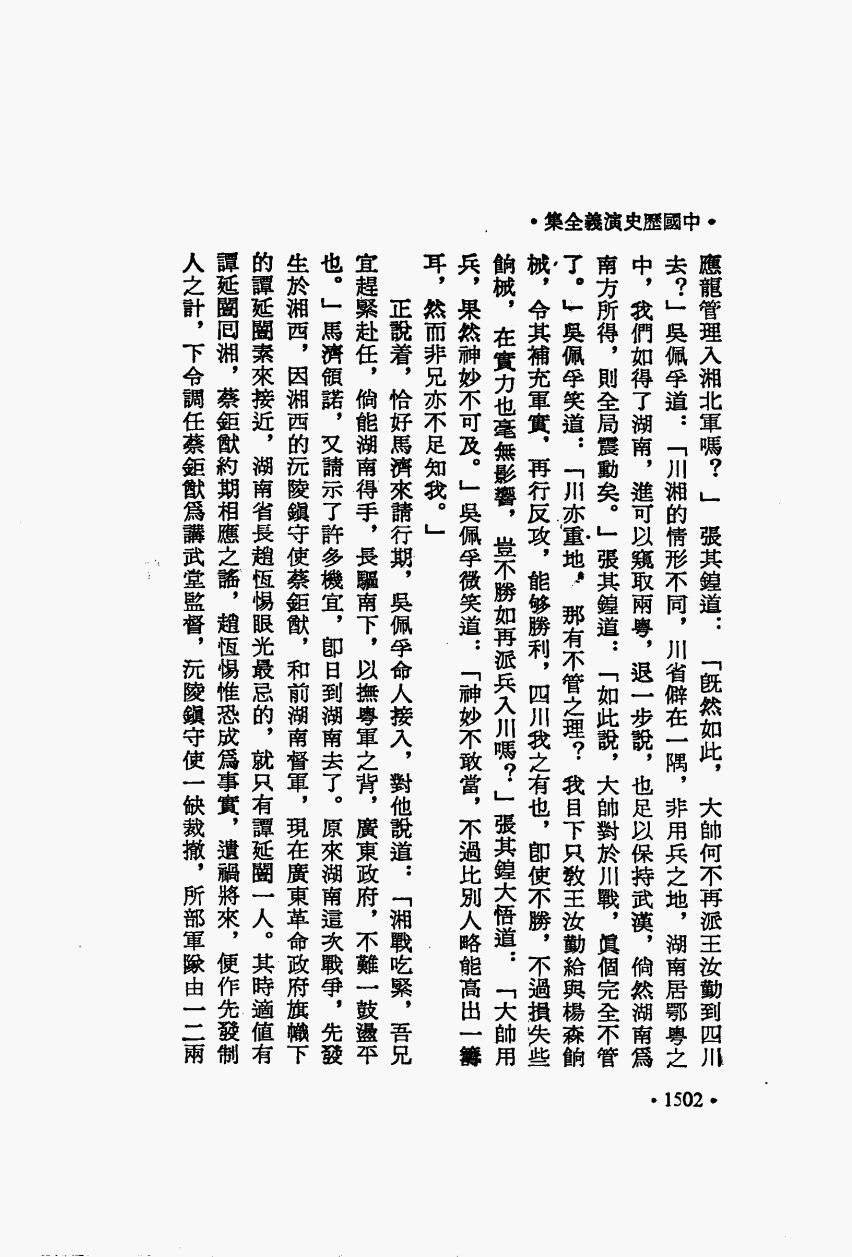 •中國歷史演義全集•
應龍管理入湘北軍嗎？」張其鍠道：「旣然如此，大帥何不再派王汝勤到四川
去？」吳佩孚道：「川湘的情形不同，川省僻在一隅，非用兵之地，湖南居鄂粵之
中，我們如得了湖南，進可以窺取兩粵，退一步說，也足以保持武漢，倘然湖南爲
南方所得，則全局震動矣。」張其鍠道：「如此說，大帥對於川戰，眞個完全不管
了。」吳佩孚笑道：「川亦重地，那有不管之理？我目下只敎王汝勤給與楊森餉
械，令其補充軍實，再行反攻，能够勝利，四川我之有也，卽使不勝，不過損失些
餉械，在實力也毫無影響，豈不勝如再派兵入川嗎？」張其鍠大悟道：「大帥用
兵，果然神妙不可及。」吳佩孚微笑道：「神妙不敢當，不過比別人略能高出一籌
耳，然而非兄亦不足知我。」
正說着，恰好馬濟來請行期，吳佩孚命人接入，對他說道：「湘戰吃緊，吾兄
宜趕緊赴任，倘能湖南得手，長驅南下，以撫粵軍之背，廣東政府，不難一鼓盪平
也。」馬濟領諾，又請示了許多機宜，卽日到湖南去了。原來湖南這次戰爭，先發
生於湘西，因湘西的沅陵鎭守使蔡鉅猷，和前湖南督軍，現在廣東革命政府旗幟下
的譚延闓素來接近，湖南省長趙恆惕眼光最忌的，就只有譚延闓一人。其時適値有
譚延闓囘湘，蔡鉅猷約期相應之謠，趙恆惕惟恐成爲事實，遺禍將來，便作先發制
人之計，下令調任蔡鉅猷爲講武堂監督，沅陵鎭守使一缺裁撤，所部軍隊由一二兩
•1502•